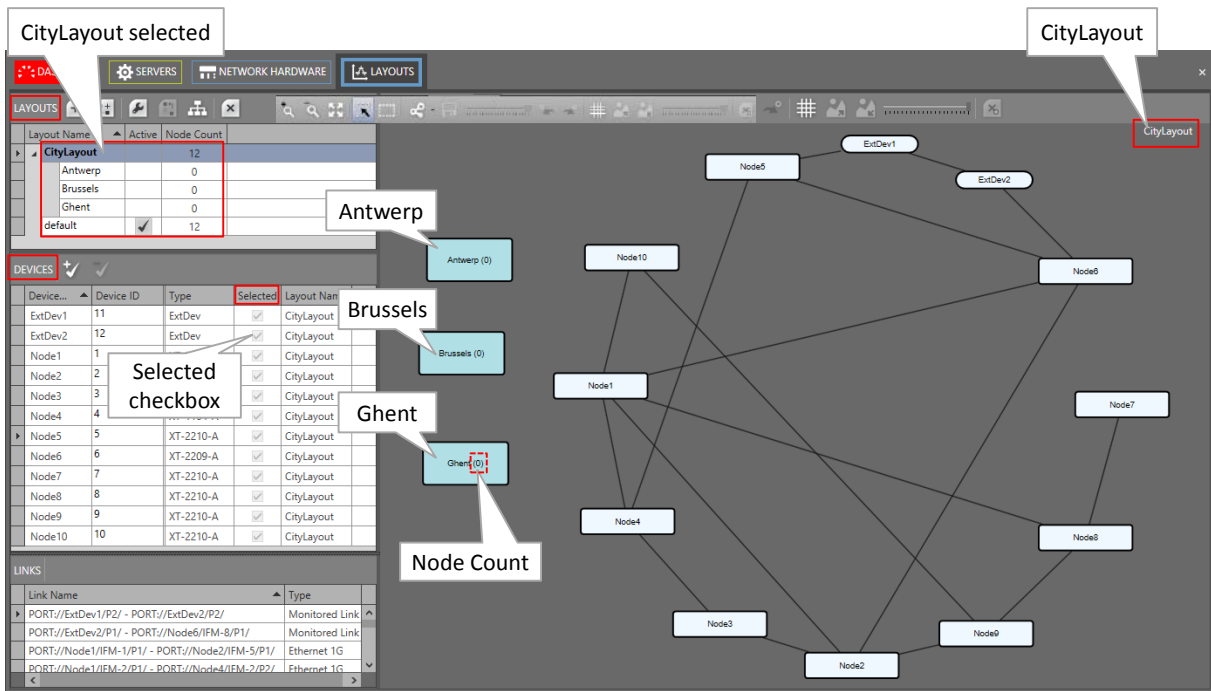 CityLayout selected
CityLayout
DAS
SERVERS
NETWORK HARDWARE
LAYOUTS
×
LAYOUTS
CityLayout
Layout Name Active Node Count
CityLayout 12
Antwerp 0
Brussels 0
Ghent 0
default 12
DEVICES
Device... Device ID Type Selected Layout Nam
ExtDev1 11 ExtDev CityLayout
ExtDev2 12 ExtDev CityLayout
Node1 1 CityLayout
Node2 2 CityLayout
Node3 3 CityLayout
Node4 4 CityLayout
Node5 5 XT-2210-A CityLayout
Node6 6 XT-2209-A CityLayout
Node7 7 XT-2210-A CityLayout
Node8 8 XT-2210-A CityLayout
Node9 9 XT-2210-A CityLayout
Node10 10 XT-2210-A CityLayout
Selected
checkbox
LINKS
Link Name Type
PORT://ExtDev1/P2/ - PORT://ExtDev2/P2/ Monitored Link
PORT://ExtDev2/P1/ - PORT://Node6/IFM-8/P1/ Monitored Link
PORT://Node1/IFM-1/P1/ - PORT://Node2/IFM-5/P1/ Ethernet 1G
PORT://Node1/IFM-2/P1/ - PORT://Node4/IFM-2/P2/ Ethernet 1G
Antwerp
Antwerp (0)
Brussels
Brussels (0)
Ghent
Ghent (0)
Node Count
ExtDev1
Node5
ExtDev2
Node10
Node6
Node1
Node7
Node4
Node8
Node3
Node9
Node2